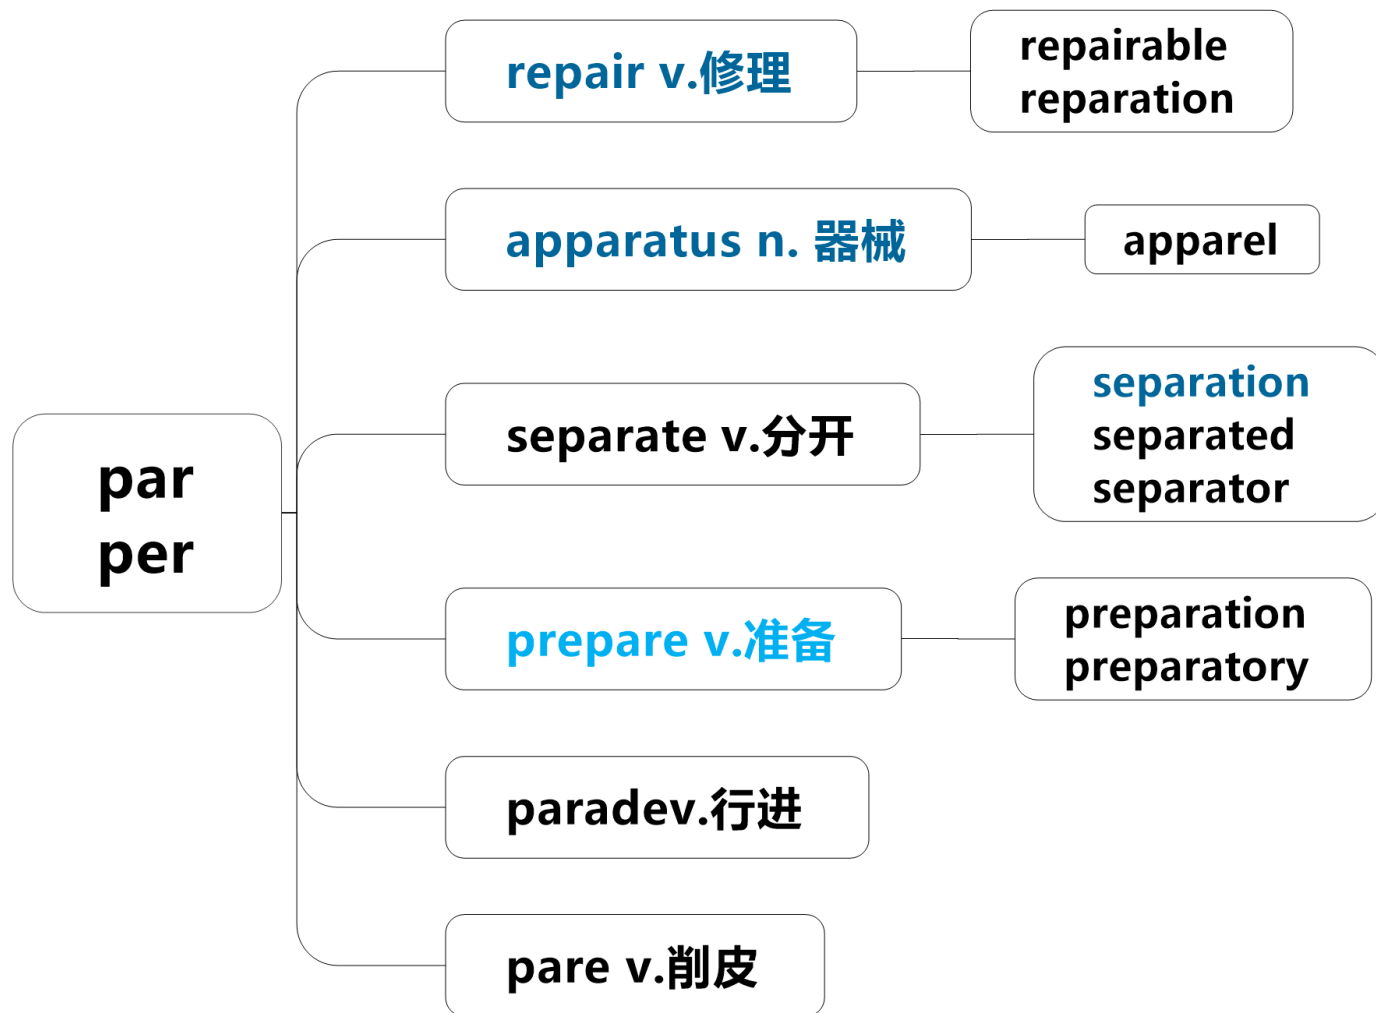 par
per
repair v.修理
repairable
reparation
apparatus n. 器械
apparel
separate v.分开
separation
separated
separator
prepare v.准备
preparation
preparatory
paradev.行进
pare v.削皮